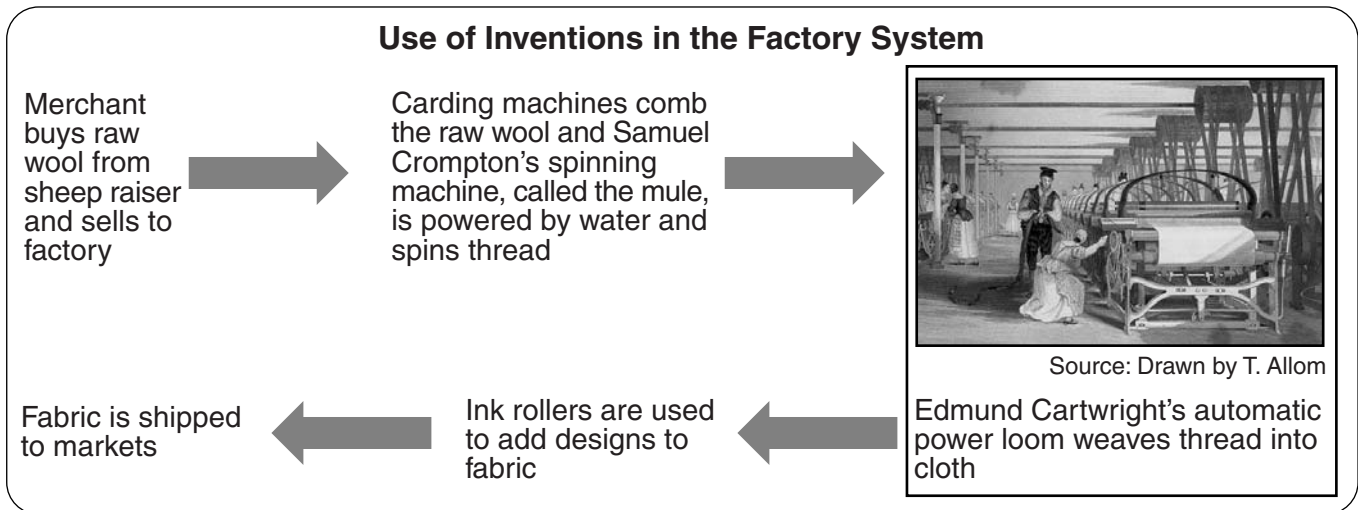 Use of Inventions in the Factory System
Merchant
buys raw
wool from
sheep raiser
and sells to
factory
Carding machines comb
the raw wool and Samuel
Crompton’s spinning
machine, called the mule,
is powered by water and
spins thread
Source: Drawn by T. Allom
Edmund Cartwright’s automatic
power loom weaves thread into
cloth
Ink rollers are used
to add designs to
fabric
Fabric is shipped
to markets